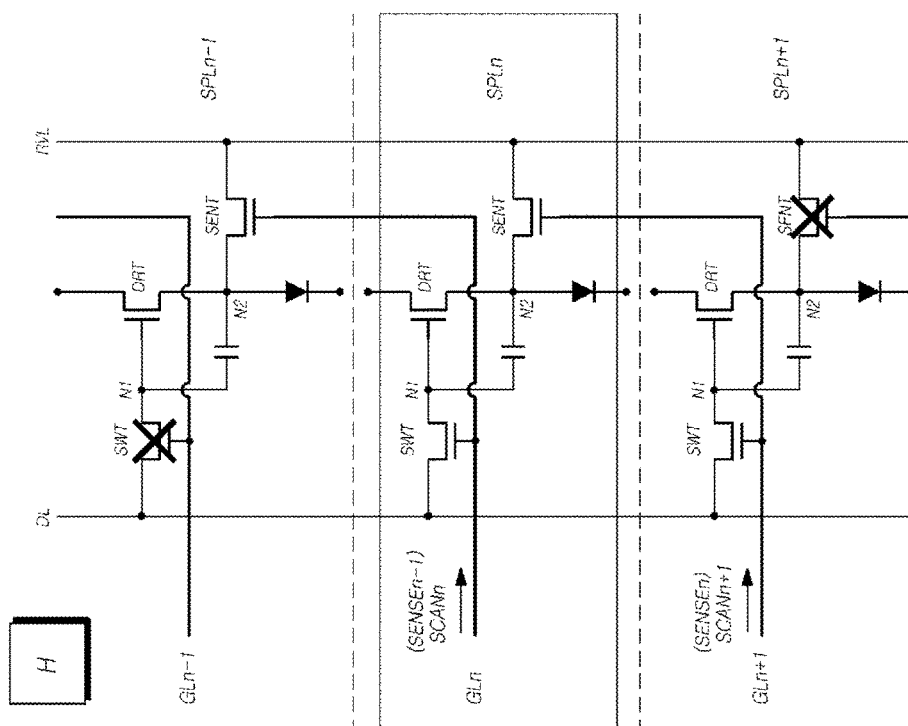 H
DL
RVL
SWT
N1
DRT
GLn-1
SENT
SPLn-1
N2
(SENSEn-1)
SCANn
SWT
N1
DRT
GLn
SENT
SPLn
N2
(SENSEn)
SCANn+1
SWT
N1
DRT
GLn+1
SENT
SPLn+1
N2